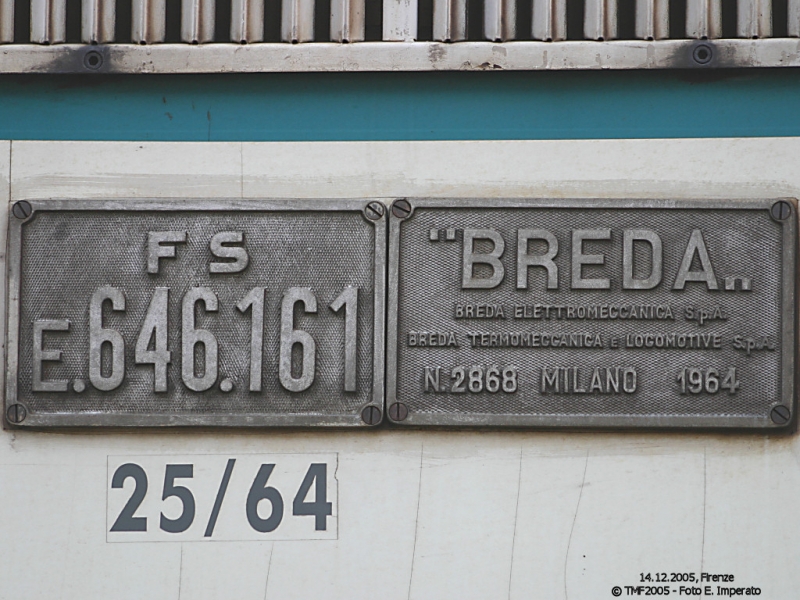 FS
E.646.161
"BREDA„
BREDA ELETTROMECCANICA S.p.A.
BREDA TERMOMECCANICA E LOCOMOTIVE S.p.A.
N.2868 MILANO 1964
25/64
14.12.2005, Firenze
© TMF2005 - Foto E. Imperato